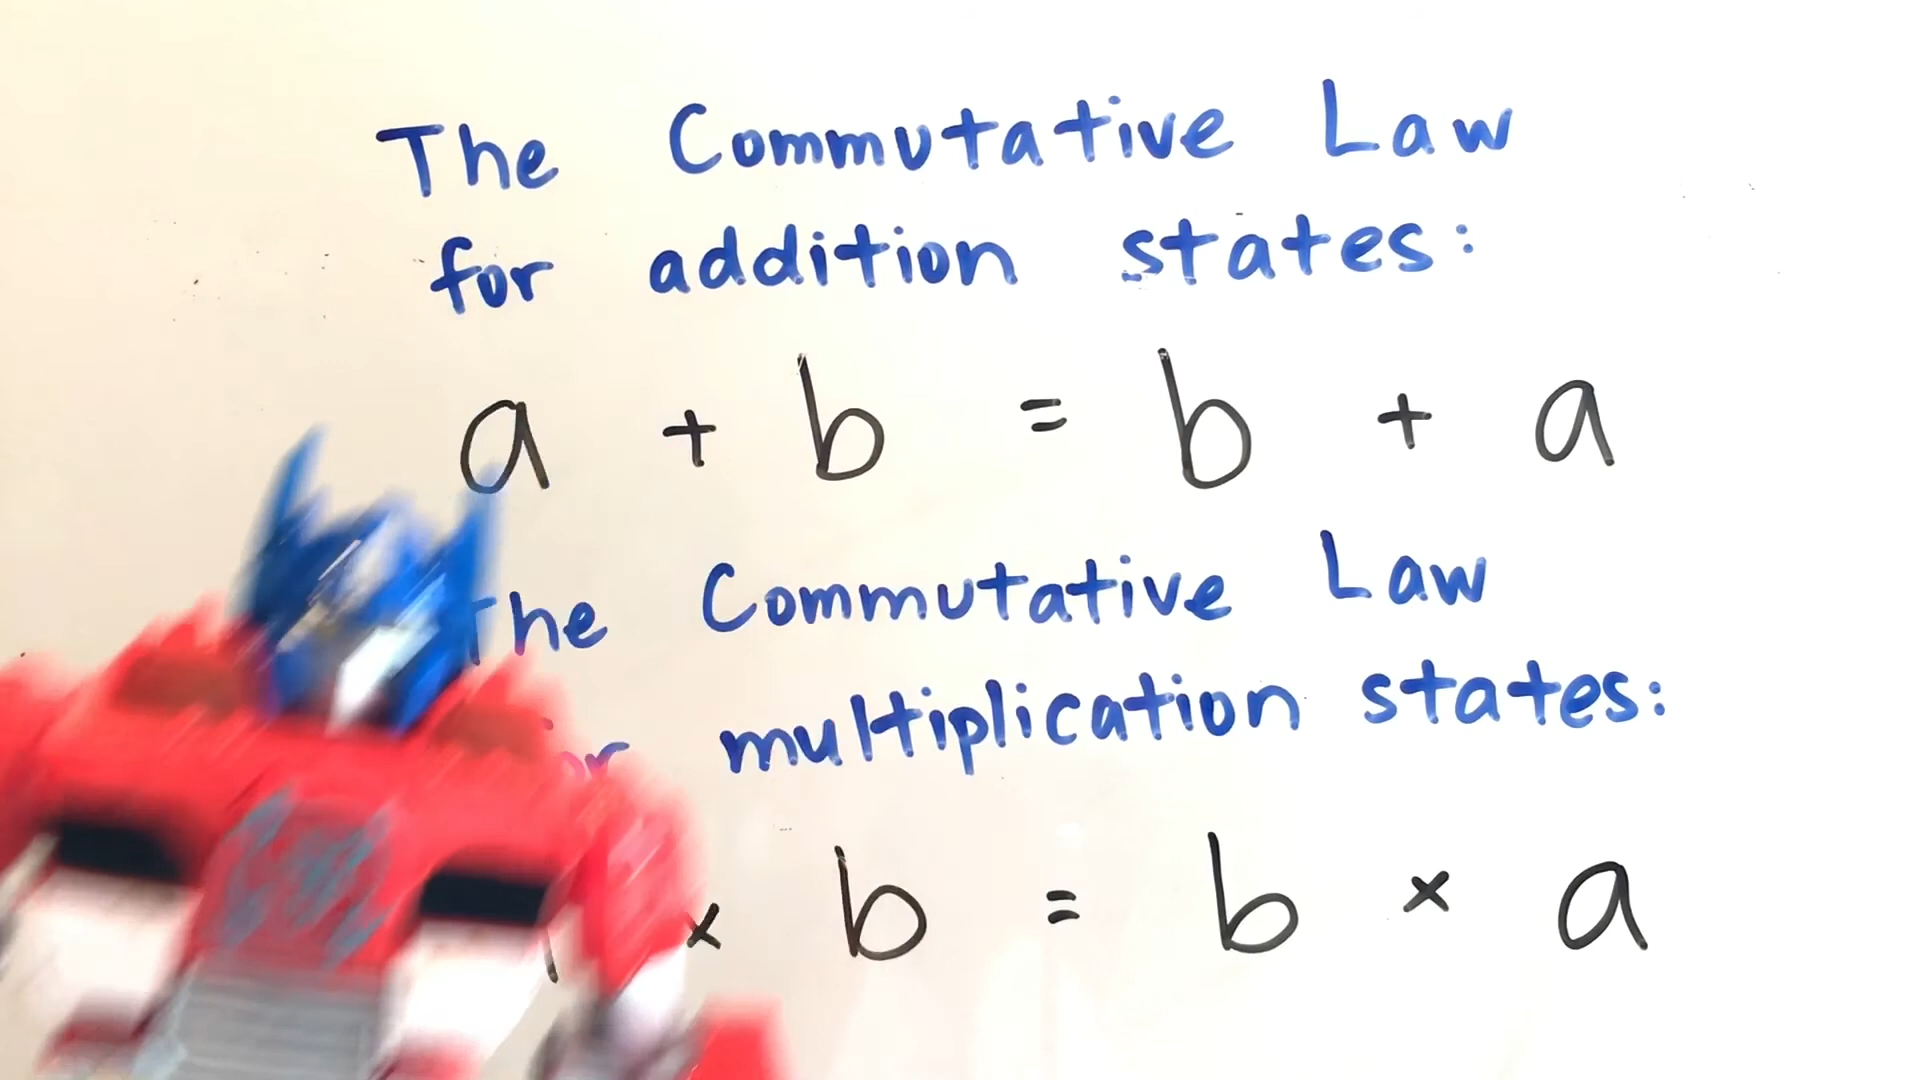 The Commutative Law
for addition states:
a + b = b + a
The Commutative Law
multiplication states:
x b = b x a